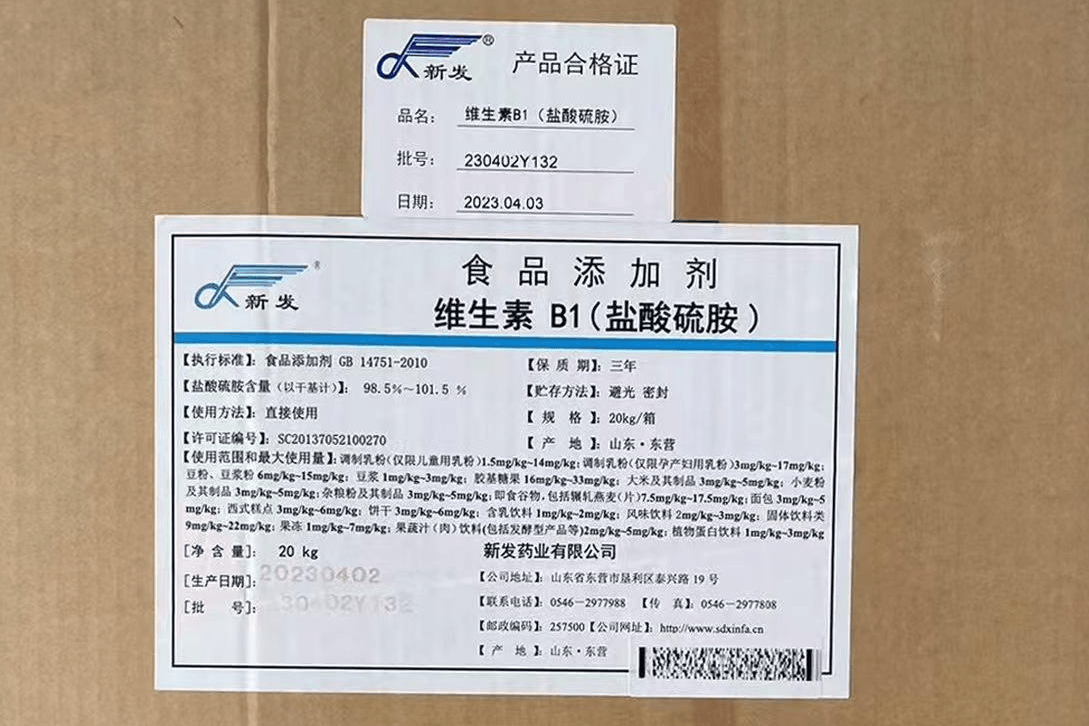 新发®
产品合格证
品名： 维生素B1（盐酸硫胺）
批号： 230402Y132
日期： 2023.04.03
新发®
食品添加剂
维生素 B1（盐酸硫胺）
【执行标准】：食品添加剂 GB 14751-2010
【保 质 期】：三年
【盐酸硫胺含量（以干基计）】： 98.5%～101.5 %
【贮存方法】：避光 密封
【使用方法】：直接使用
【 规 格 】：20kg/箱
【许可证编号】：SC20137052100270
【 产 地 】：山东·东营
【使用范围和最大使用量】：调制乳粉（仅限儿童用乳粉）1.5mg/kg~14mg/kg；调制乳粉（仅限孕产妇用乳粉）3mg/kg~17mg/kg；
豆粉、豆浆粉 6mg/kg~15mg/kg；豆浆 1mg/kg~3mg/kg；胶基糖果 16mg/kg~33mg/kg；大米及其制品 3mg/kg~5mg/kg；小麦粉
及其制品 3mg/kg~5mg/kg；杂粮粉及其制品 3mg/kg~5mg/kg；即食谷物，包括辗轧燕麦（片）7.5mg/kg~17.5mg/kg；面包 3mg/kg~5
mg/kg；西式糕点 3mg/kg~6mg/kg；饼干 3mg/kg~6mg/kg；含乳饮料 1mg/kg~2mg/kg；风味饮料 2mg/kg~3mg/kg；固体饮料类
9mg/kg~22mg/kg；果冻 1mg/kg~7mg/kg；果蔬汁（肉）饮料（包括发酵型产品等）2mg/kg~5mg/kg；植物蛋白饮料 1mg/kg~3mg/kg
[净 含 量]： 20 kg
新发药业有限公司
[生产日期]：20230402
【公司地址】：山东省东营市垦利区泰兴路 19 号
[批 号]：230402Y132
【联系电话】：0546-2977988 【传 真】：0546-2977808
【邮政编码】：257500【公司网址】：http://www.sdxinfa.cn
【 产 地 】：山东·东营